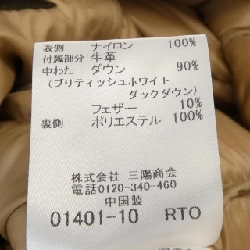 表側 ナイロン 100%
付属部分 牛革
中わた ダウン 90%
(ブリティッシュホワイト
ダックダウン)
フェザー 10%
裏側 ポリエステル 100%
株式会社 三陽商会
電話0120-340-460
中国製
01401-10 RTO